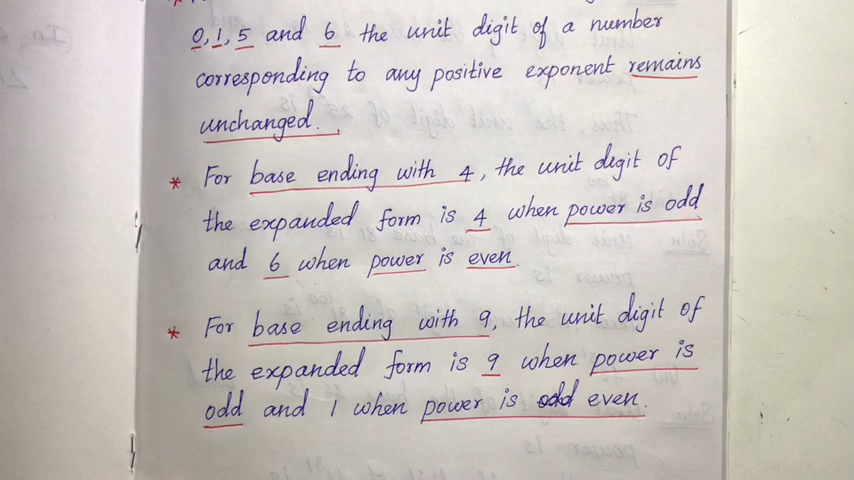 0, 1, 5 and 6 the unit digit of a number
corresponding to any positive exponent remains
unchanged.
* For base ending with 4, the unit digit of
the expanded form is 4 when power is odd
and 6 when power is even.
* For base ending with 9, the unit digit of
the expanded form is 9 when power is
odd and 1 when power is odd even.